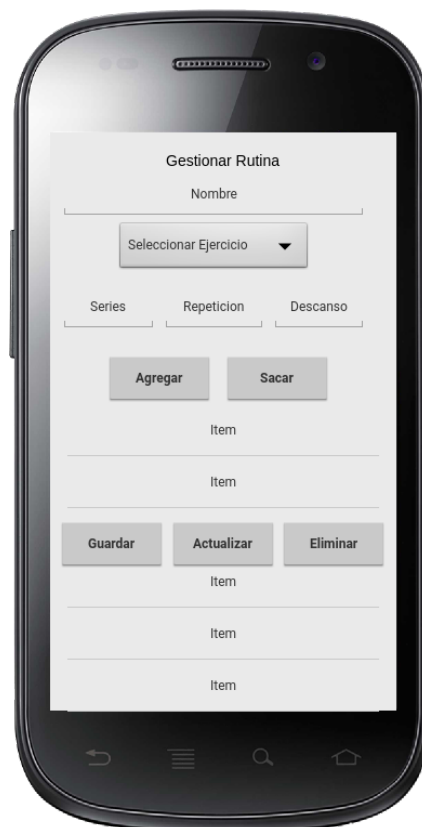 Gestionar Rutina
Nombre
Seleccionar Ejercicio
Series Repeticion Descanso
Agregar Sacar
Item
Item
Guardar Actualizar Eliminar
Item
Item
Item